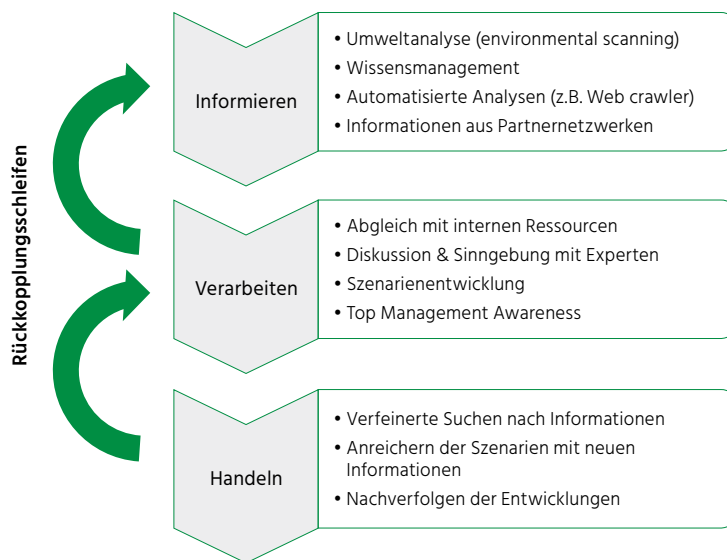 Rückkopplungsschleifen
Informieren
• Umweltanalyse (environmental scanning)
• Wissensmanagement
• Automatisierte Analysen (z.B. Web crawler)
• Informationen aus Partnernetzwerken
Verarbeiten
• Abgleich mit internen Ressourcen
• Diskussion & Sinngebung mit Experten
• Szenarienentwicklung
• Top Management Awareness
Handeln
• Verfeinerte Suchen nach Informationen
• Anreichern der Szenarien mit neuen
Informationen
• Nachverfolgen der Entwicklungen